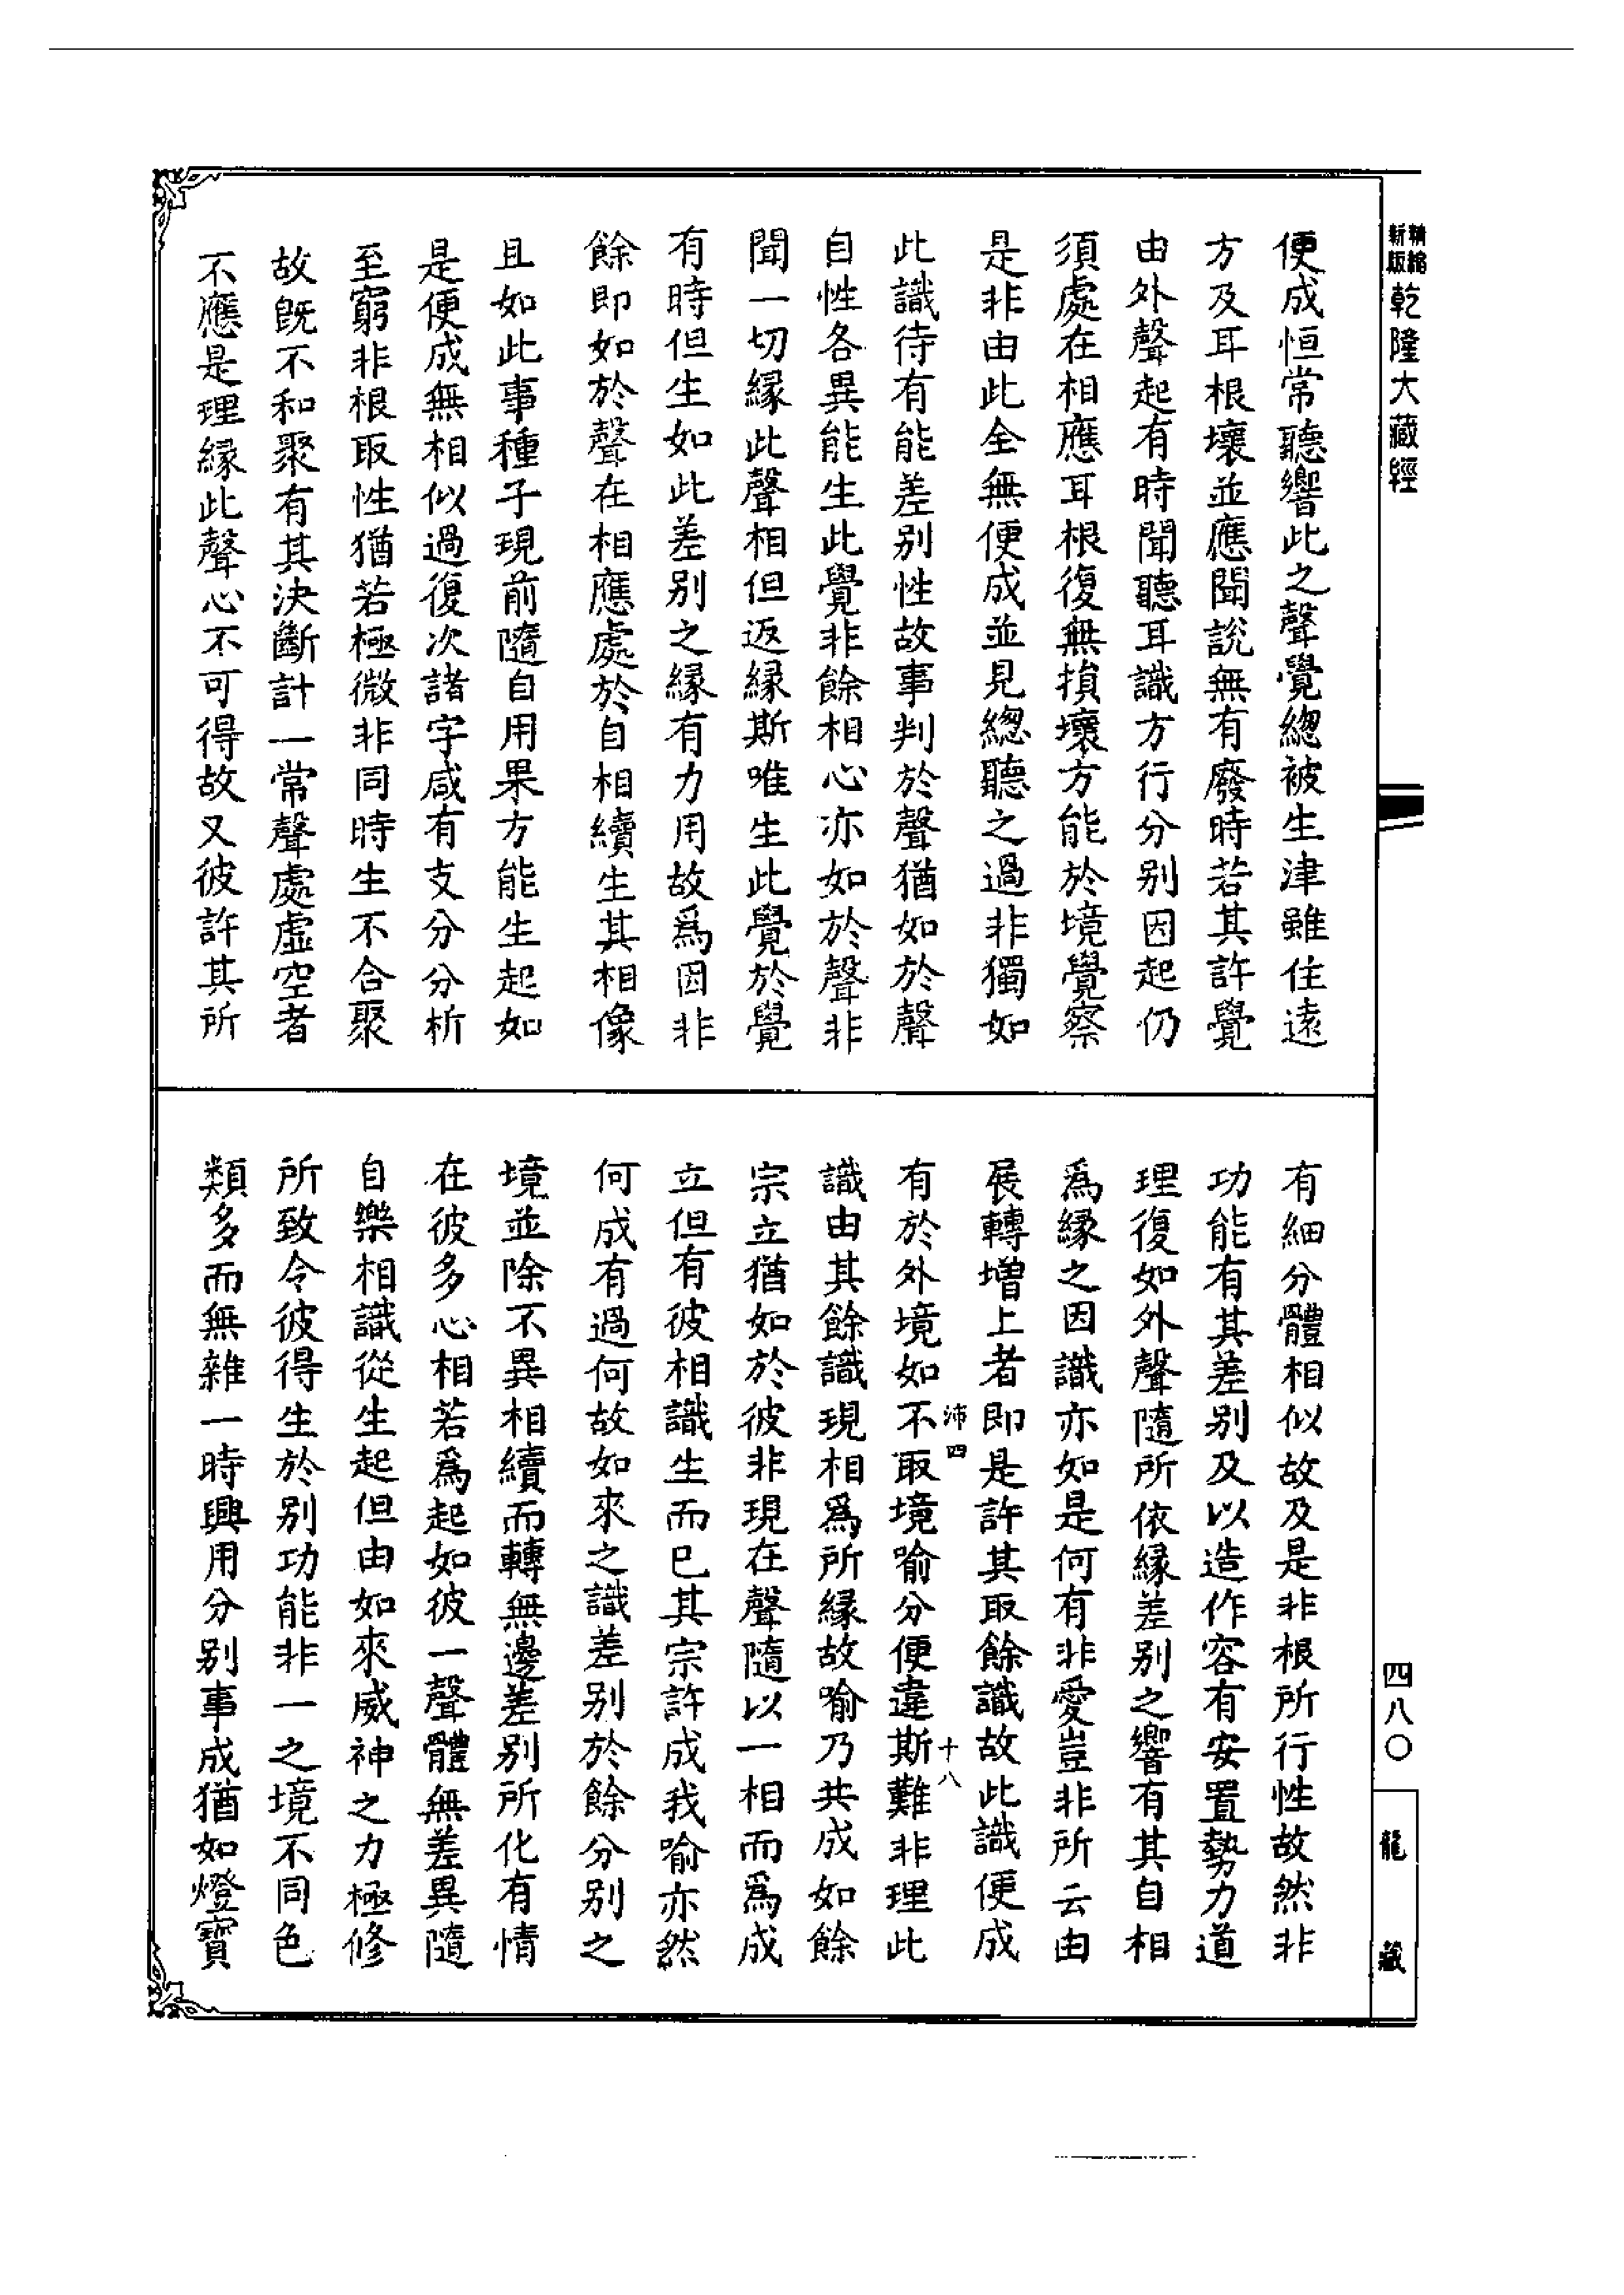 精縮新版乾隆大藏經
便成恒常聽響此之聲覺總被生津雖住遠
方及耳根壞並應聞說無有廢時若其許覺
由外聲起有時聞聽耳識方行分別因起仍
須處在相應耳根復無損壞方能於境覺察
是非由此全無便成並見總聽之過非獨如
此識待有能差別性故事判於聲猶如於聲
自性各異能生此覺非餘相心亦如於聲非
聞一切緣此聲相但返緣斯唯生此覺於覺
有時但生如此差別之緣有力用故為因非
餘即如於聲在相應處於自相續生其相像
且如此事種子現前隨自用果方能生起如
是便成無相似過復次諸字咸有支分分析
至窮非根取性猶若極微非同時生不合聚
故既不和聚有其決斷計一常聲處虛空者
不應是理緣此聲心不可得故又彼許其所
有細分體相似故及是非根所行性故然非
功能有其差別及以造作容有安置勢力道
理復如外聲隨所依緣差別之響有其自相
為緣之因識亦如是何有非愛豈非所云由
展轉增上者即是許其取餘識故此識便成
沛四 十八
有於外境如不取境喻分便違斯難非理此
識由其餘識現相為所緣故喻乃共成如餘
宗立猶如於彼非現在聲隨以一相而為成
立但有彼相識生而已其宗許成我喻亦然
何成有過何故如來之識差別於餘分別之
境並除不異相續而轉無邊差別所化有情
在彼多心相若為起如彼一聲體無差異隨
自樂相識從生起但由如來威神之力極修
所致令彼得生於別功能非一之境不同色
類多而無雜一時興用分別事成猶如燈寶
四八〇
龍藏